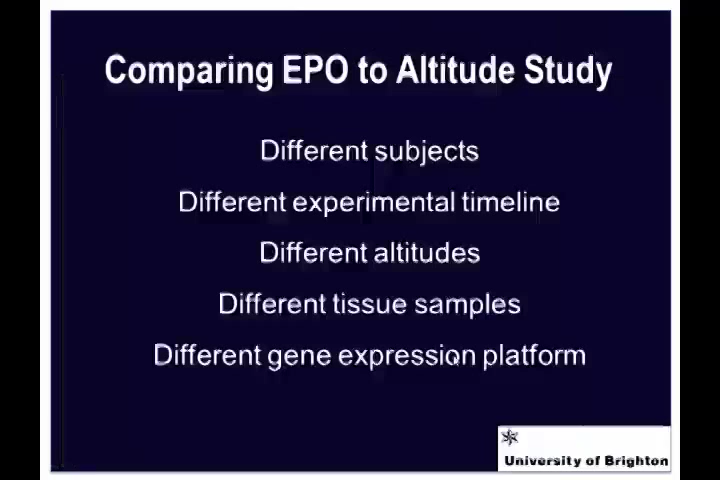 Comparing EPO to Altitude Study
Different subjects
Different experimental timeline
Different altitudes
Different tissue samples
Different gene expression platform
University of Brighton